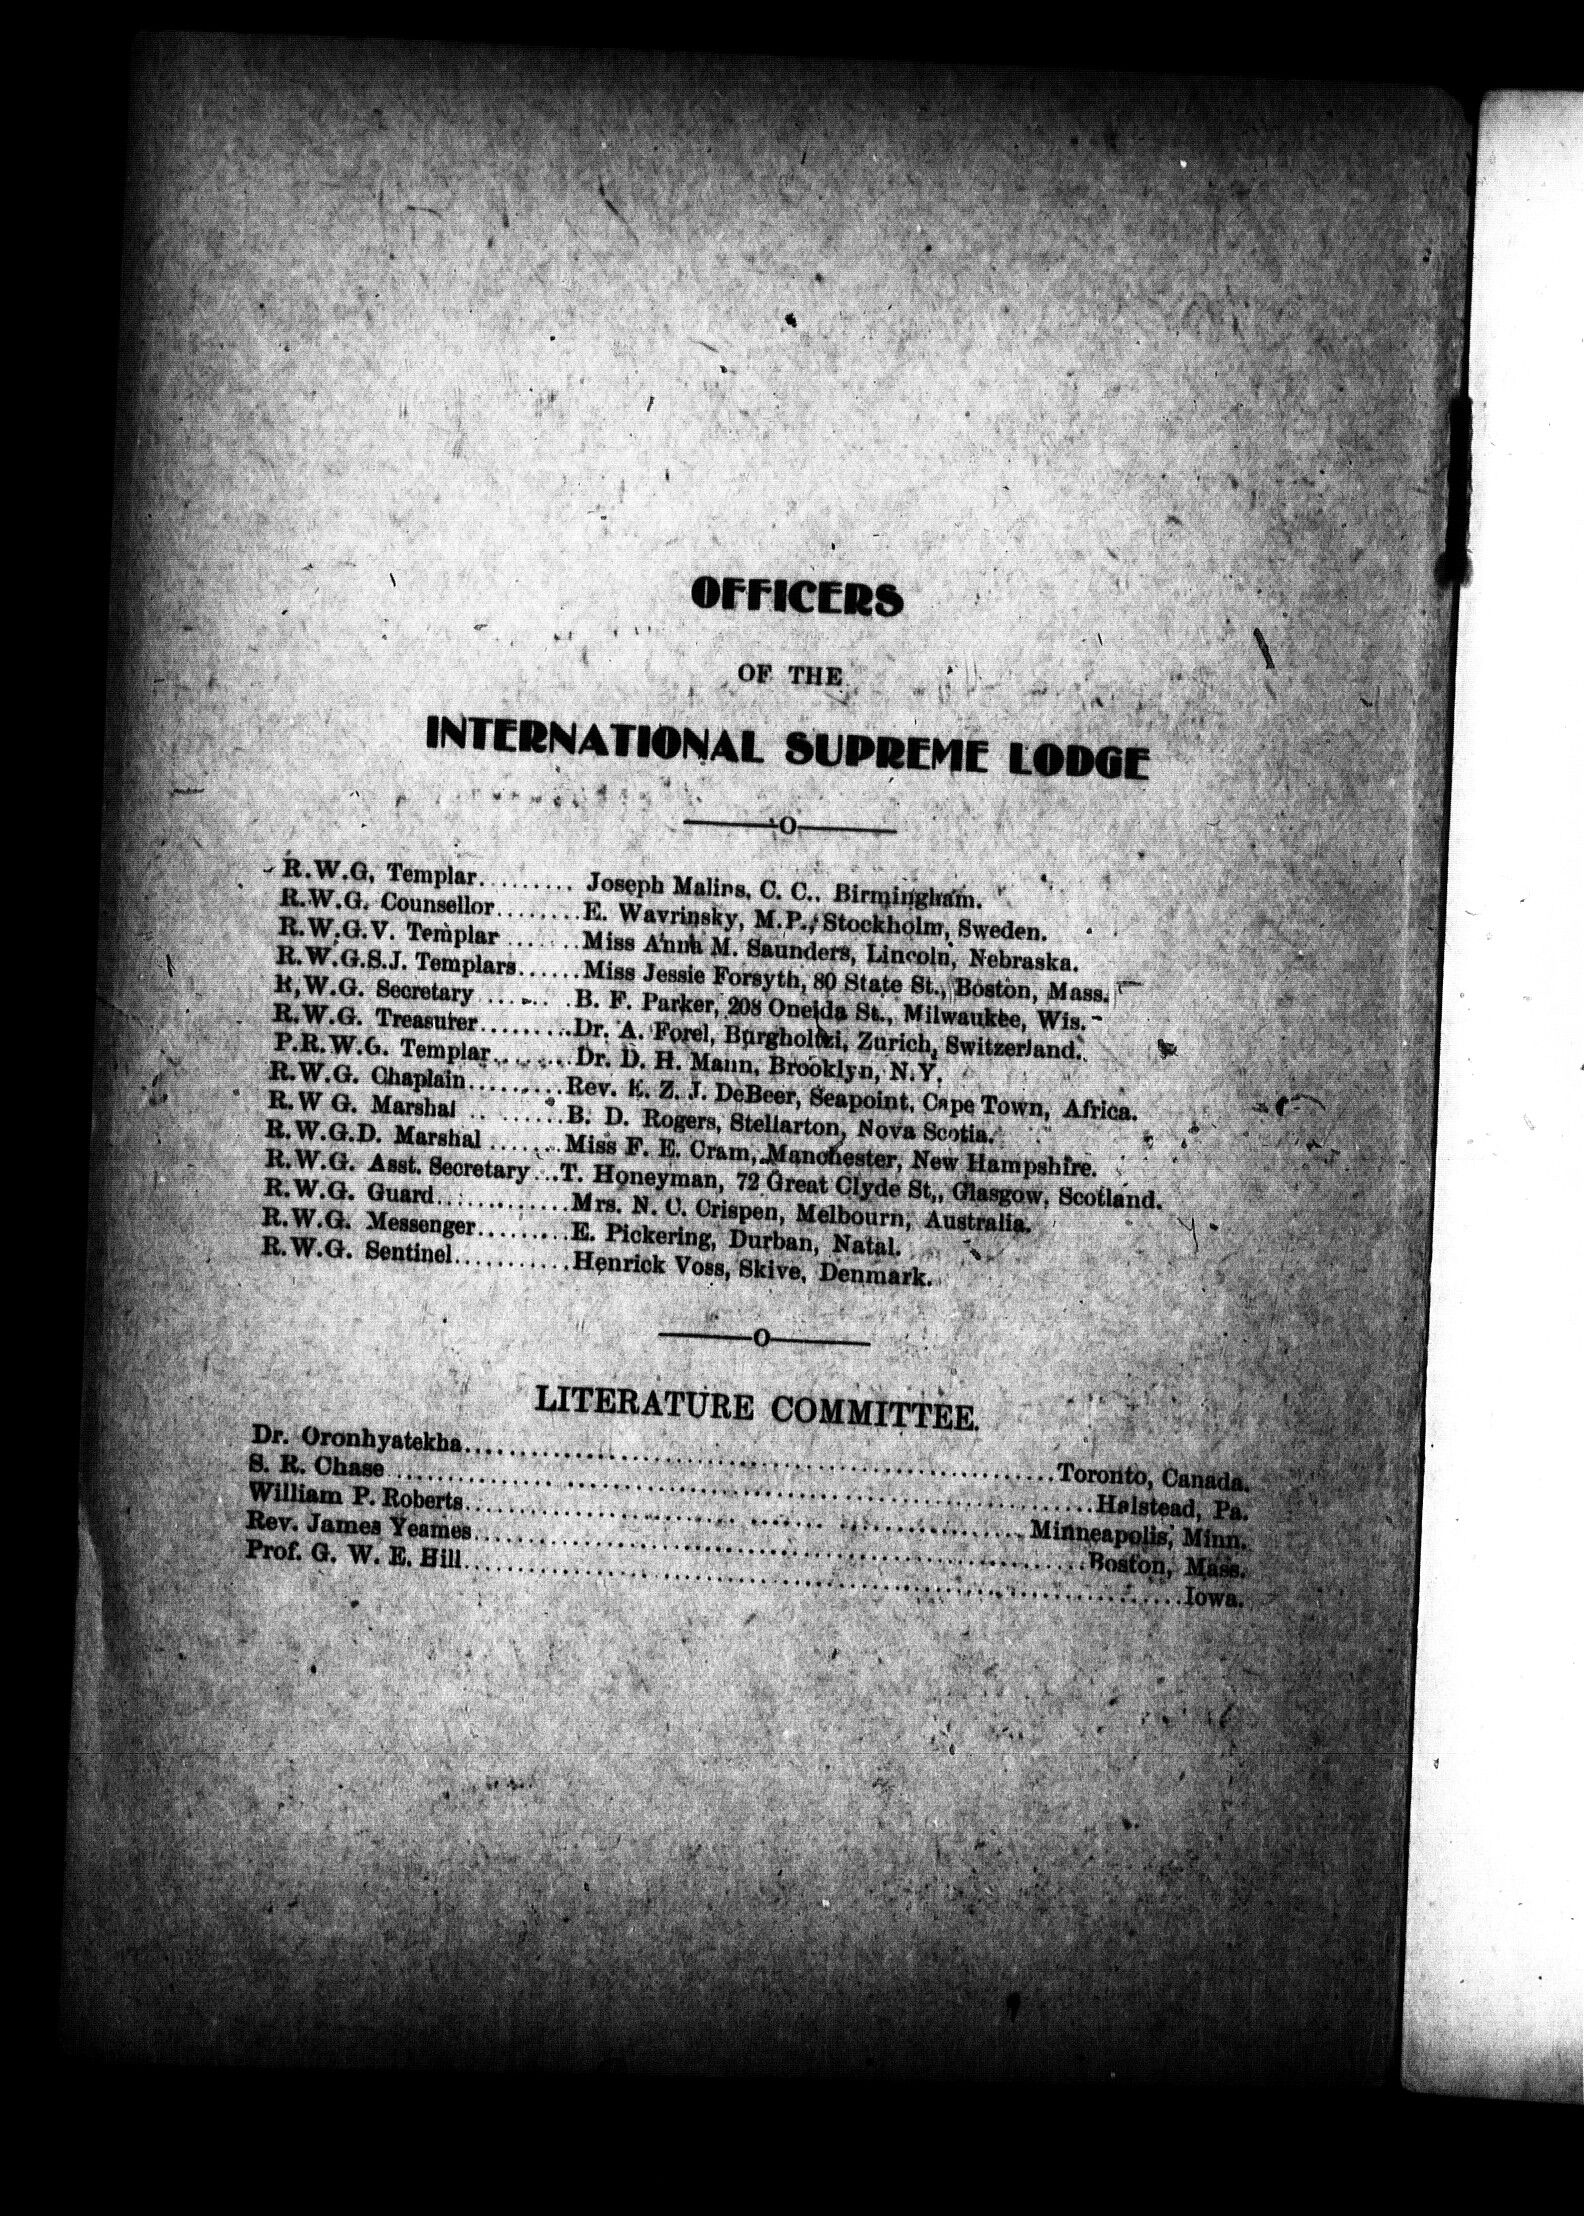 OFFICERS
OF THE
INTERNATIONAL SUPREME LODGE
O
R.W.G. Templar......... Joseph Malins, C. C., Birmingham.
R.W.G. Counsellor........E. Wavrinsky, M.P., Stockholm, Sweden.
R.W.G.V. Templar.......Miss Anna M. Saunders, Lincoln, Nebraska.
R.W.G.S.J. Templars......Miss Jessie Forsyth, 80 State St., Boston, Mass.
R,W.G. Secretary ........B. F. Parker, 208 Oneida St., Milwaukee, Wis.
R.W.G. Treasurer.........Dr. A. Forel, Burgholtzi, Zurich, Switzerland.
P.R.W.G. Templar........Dr. D. H. Mann, Brooklyn, N.Y.
R.W.G. Chaplain.........Rev. K. Z. J. DeBeer, Seapoint, Cape Town, Africa.
R.W G. Marshal .........B. D. Rogers, Stellarton, Nova Scotia.
R.W.G.D. Marshal.......Miss F. E. Cram, Manchester, New Hampshire.
R.W.G. Asst. Secretary...T. Honeyman, 72 Great Clyde St,, Glasgow, Scotland.
R.W.G. Guard............Mrs. N. C. Crispen, Melbourn, Australia.
R.W.G. Messenger.........E. Pickering, Durban, Natal.
R.W.G. Sentinel...........Henrick Voss, Skive, Denmark.
O
LITERATURE COMMITTEE.
Dr. Oronhyatekha..............................Toronto, Canada.
S. R. Chase..............................Halstead, Pa.
William P. Roberts..............................Minneapolis, Minn.
Rev. James Yeames..............................Boston, Mass.
Prof. G. W. E. Hill..............................Iowa.